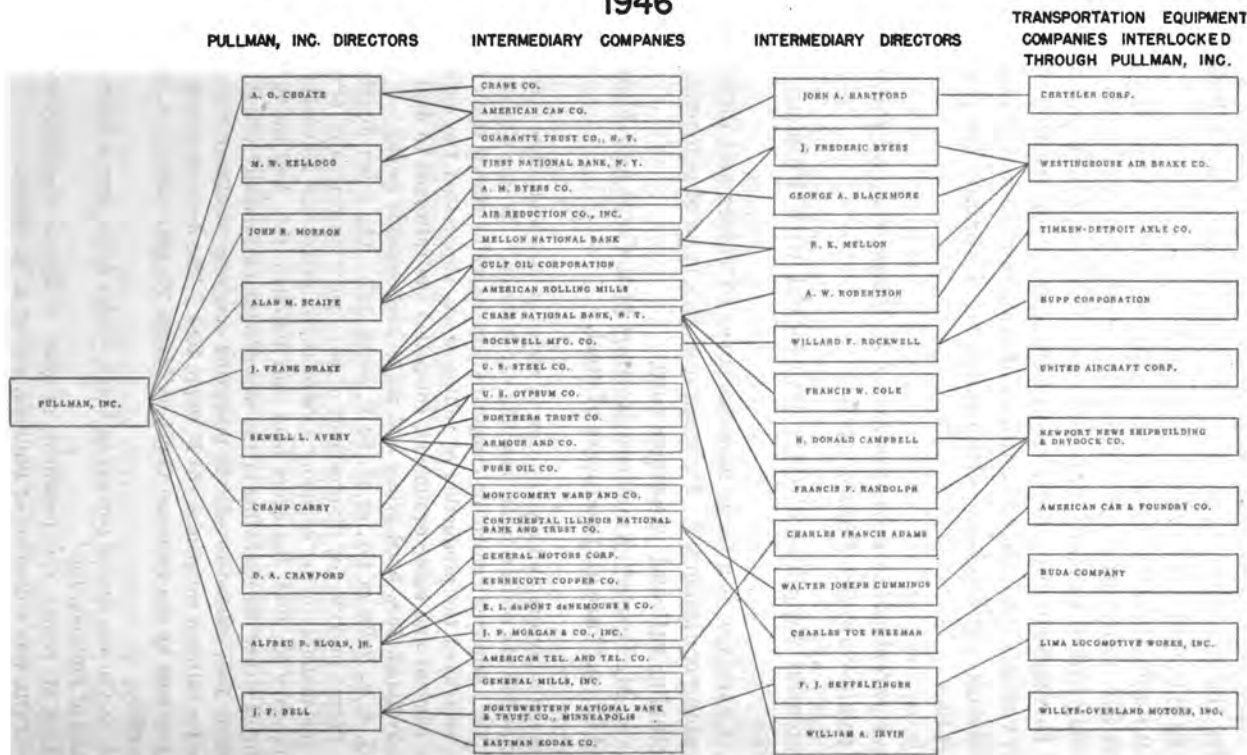 1946
PULLMAN, INC. DIRECTORS
INTERMEDIARY COMPANIES
INTERMEDIARY DIRECTORS
TRANSPORTATION EQUIPMENT
COMPANIES INTERLOCKED
THROUGH PULLMAN, INC.
PULLMAN, INC.
A. O. CHOATE
M. W. KELLOGG
JOHN R. MORRON
ALAN M. SCAIFE
J. FRANK DRAKE
SEWELL L. AVERY
CHAMP CARRY
D. A. CRAWFORD
ALFRED P. SLOAN, JR.
J. F. BELL
CRANE CO.
AMERICAN CAN CO.
GUARANTY TRUST CO., N. Y.
FIRST NATIONAL BANK, N. Y.
A. M. BYERS CO.
AIR REDUCTION CO., INC.
MELLON NATIONAL BANK
GULF OIL CORPORATION
AMERICAN ROLLING MILLS
CHASE NATIONAL BANK, N. Y.
ROCKWELL MFG. CO.
U. S. STEEL CO.
U. S. GYPSUM CO.
NORTHERN TRUST CO.
ARMOUR AND CO.
PURE OIL CO.
MONTGOMERY WARD AND CO.
CONTINENTAL ILLINOIS NATIONAL
BANK AND TRUST CO.
GENERAL MOTORS CORP.
KENNECOTT COPPER CO.
E. I. duPONT deNEMOURS & CO.
J. P. MORGAN & CO., INC.
AMERICAN TEL. AND TEL. CO.
GENERAL MILLS, INC.
NORTHWESTERN NATIONAL BANK
& TRUST CO., MINNEAPOLIS
EASTMAN KODAK CO.
JOHN A. HARTFORD
J. FREDERIC BYERS
GEORGE A. BLACKMORE
R. K. MELLON
A. W. ROBERTSON
WILLARD F. ROCKWELL
FRANCIS W. COLE
H. DONALD CAMPBELL
FRANCIS F. RANDOLPH
CHARLES FRANCIS ADAMS
WALTER JOSEPH CUMMINGS
CHARLES YOE FREEMAN
F. J. HEFFELFINGER
WILLIAM A. IRVIN
CHRYSLER CORP.
WESTINGHOUSE AIR BRAKE CO.
TIMKEN-DETROIT AXLE CO.
HUPP CORPORATION
UNITED AIRCRAFT CORP.
NEWPORT NEWS SHIPBUILDING
& DRYDOCK CO.
AMERICAN CAR & FOUNDRY CO.
BUDA COMPANY
LIMA LOCOMOTIVE WORKS, INC.
WILLYS-OVERLAND MOTORS, INC.